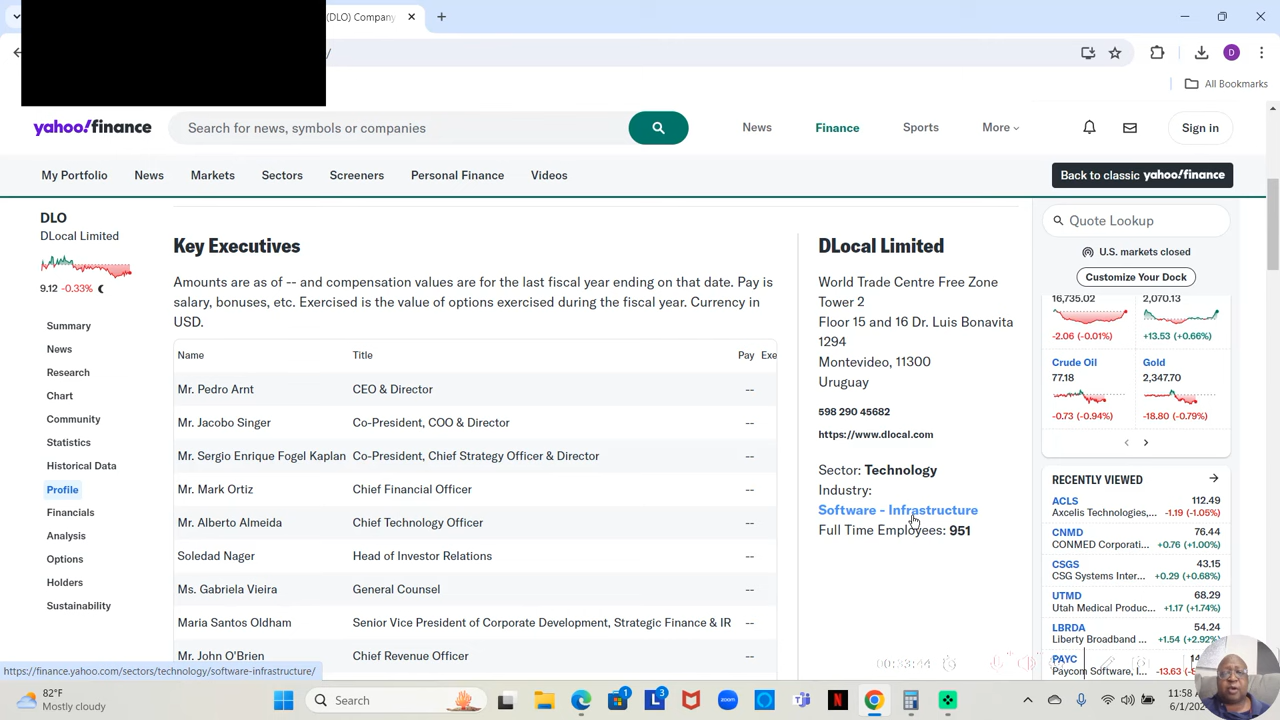 (DLO) Company
/
All Bookmarks
yahoo!finance
Search for news, symbols or companies
News
Finance
Sports
More
Sign in
My Portfolio
News
Markets
Sectors
Screeners
Personal Finance
Videos
Back to classic yahoo!finance
DLO
DLocal Limited
9.12 -0.33%
Summary
News
Research
Chart
Community
Statistics
Historical Data
Profile
Financials
Analysis
Options
Holders
Sustainability
Key Executives
Amounts are as of -- and compensation values are for the last fiscal year ending on that date. Pay is
salary, bonuses, etc. Exercised is the value of options exercised during the fiscal year. Currency in
USD.
Name Title Pay Exe
Mr. Pedro Arnt CEO & Director --
Mr. Jacobo Singer Co-President, COO & Director --
Mr. Sergio Enrique Fogel Kaplan Co-President, Chief Strategy Officer & Director --
Mr. Mark Ortiz Chief Financial Officer --
Mr. Alberto Almeida Chief Technology Officer --
Soledad Nager Head of Investor Relations --
Ms. Gabriela Vieira General Counsel --
Maria Santos Oldham Senior Vice President of Corporate Development, Strategic Finance & IR --
Mr. John O'Brien Chief Revenue Officer --
DLocal Limited
World Trade Centre Free Zone
Tower 2
Floor 15 and 16 Dr. Luis Bonavita
1294
Montevideo, 11300
Uruguay
598 290 45682
https://www.dlocal.com
Sector: Technology
Industry:
Software - Infrastructure
Full Time Employees: 951
Quote Lookup
U.S. markets closed
Customize Your Dock
16,735.02 2,070.13
-2.06 (-0.01%) +13.53 (+0.66%)
Crude Oil Gold
77.18 2,347.70
-0.73 (-0.94%) -18.80 (-0.79%)
RECENTLY VIEWED
ACLS 112.49
Axcelis Technologies,... -1.19 (-1.05%)
CNMD 76.44
CONMED Corporati... +0.76 (+1.00%)
CSGS 43.15
CSG Systems Inter... +0.29 (+0.68%)
UTMD 68.29
Utah Medical Produc... +1.17 (+1.74%)
LBRDA 54.24
Liberty Broadband ... +1.54 (+2.92%)
PAYC
Paycom Software, I... -13.63
https://finance.yahoo.com/sectors/technology/software-infrastructure/
00:33:44
82°F
Mostly cloudy
Search
1
3
zoom
N
11:58 AM
D